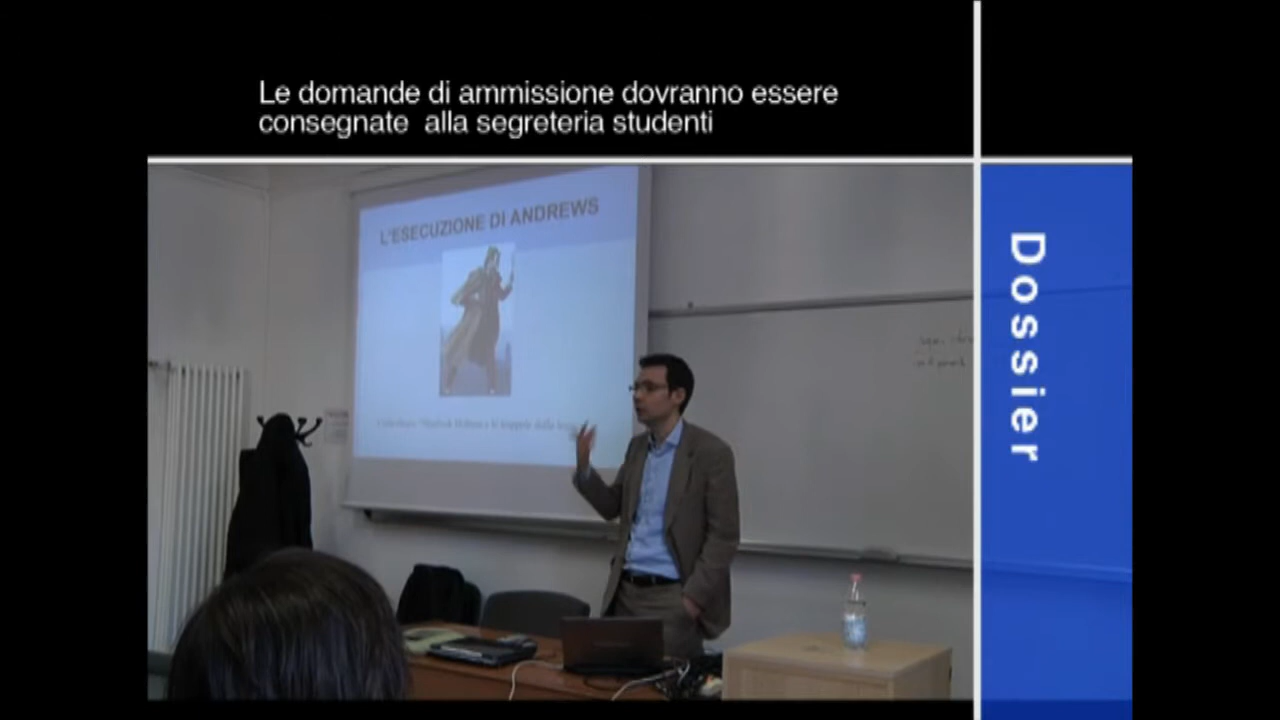 Le domande di ammissione dovranno essere
consegnate alla segreteria studenti
L'ESECUZIONE DI ANDREWS
Dossier